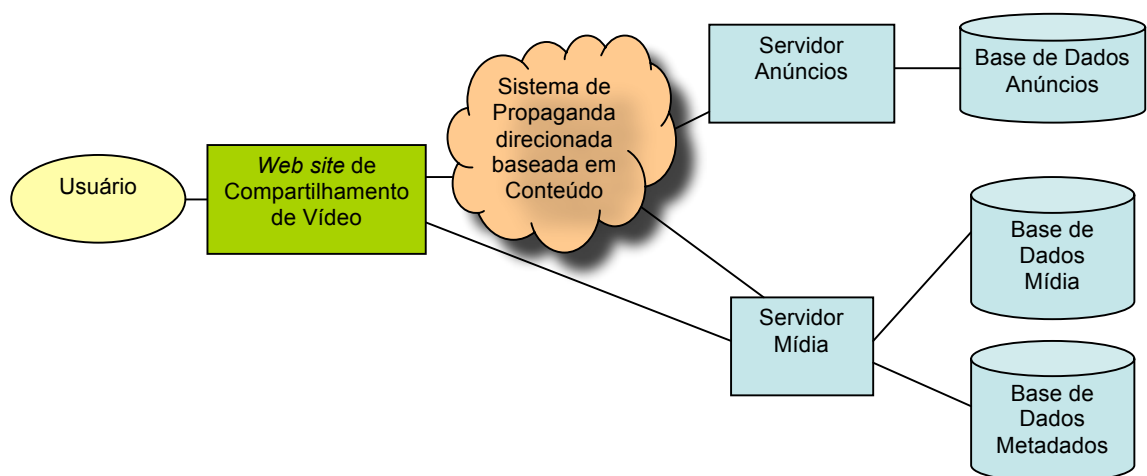 Usuário
Web site de
Compartilhamento
de Vídeo
Sistema de
Propaganda
direcionada
baseada em
Conteúdo
Servidor
Anúncios
Base de Dados
Anúncios
Servidor
Mídia
Base de
Dados
Mídia
Base de
Dados
Metadados